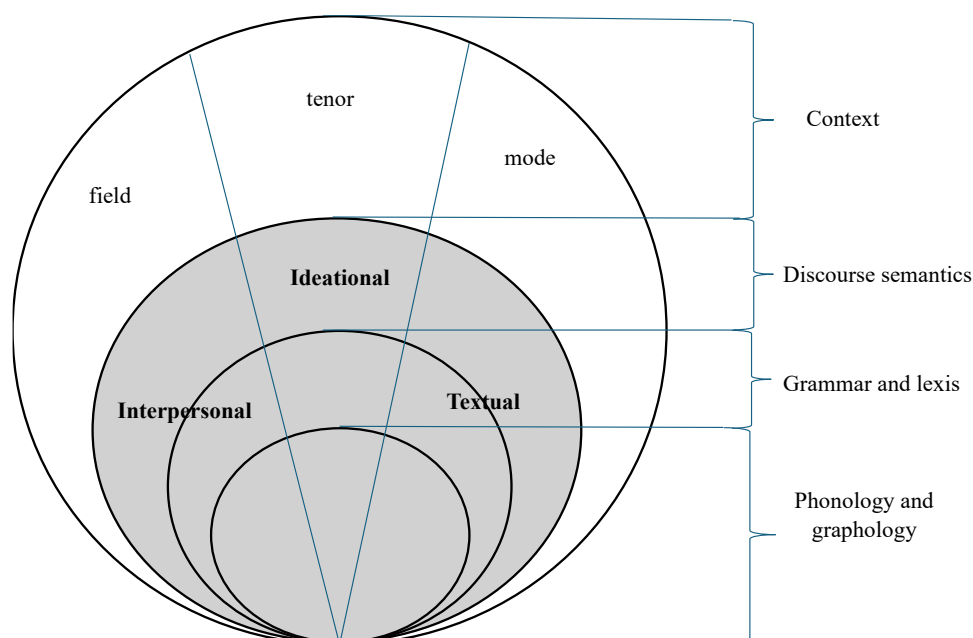 tenor
Context
mode
field
Ideational
Discourse semantics
Grammar and lexis
Interpersonal
Textual
Phonology and
graphology